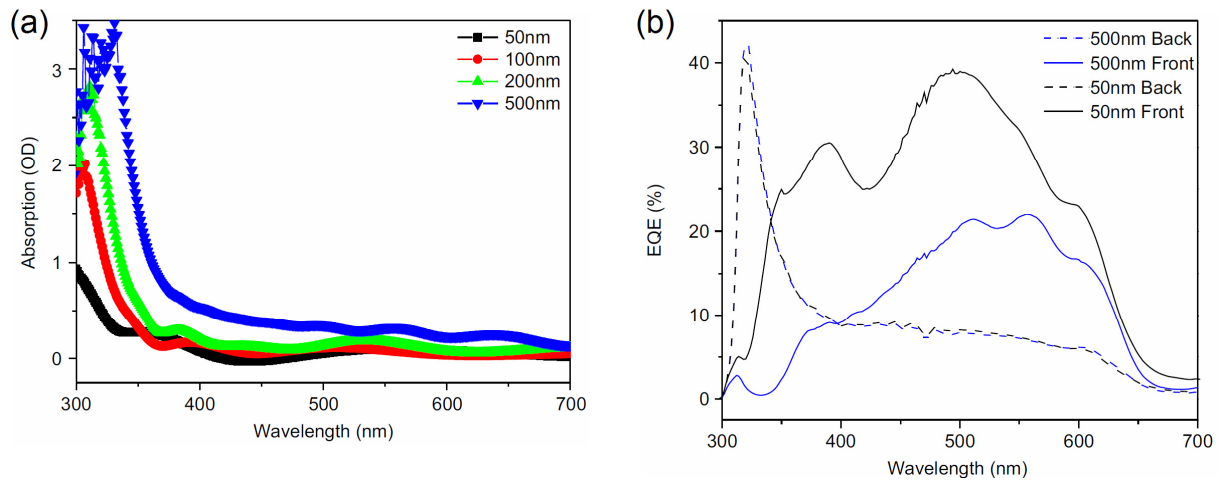 (a)
50nm
100nm
200nm
500nm
3
2
1
0
Absorption (OD)
300
400
500
600
700
Wavelength (nm)
(b)
500nm Back
500nm Front
50nm Back
50nm Front
40
30
20
10
0
EQE (%)
300
400
500
600
700
Wavelength (nm)